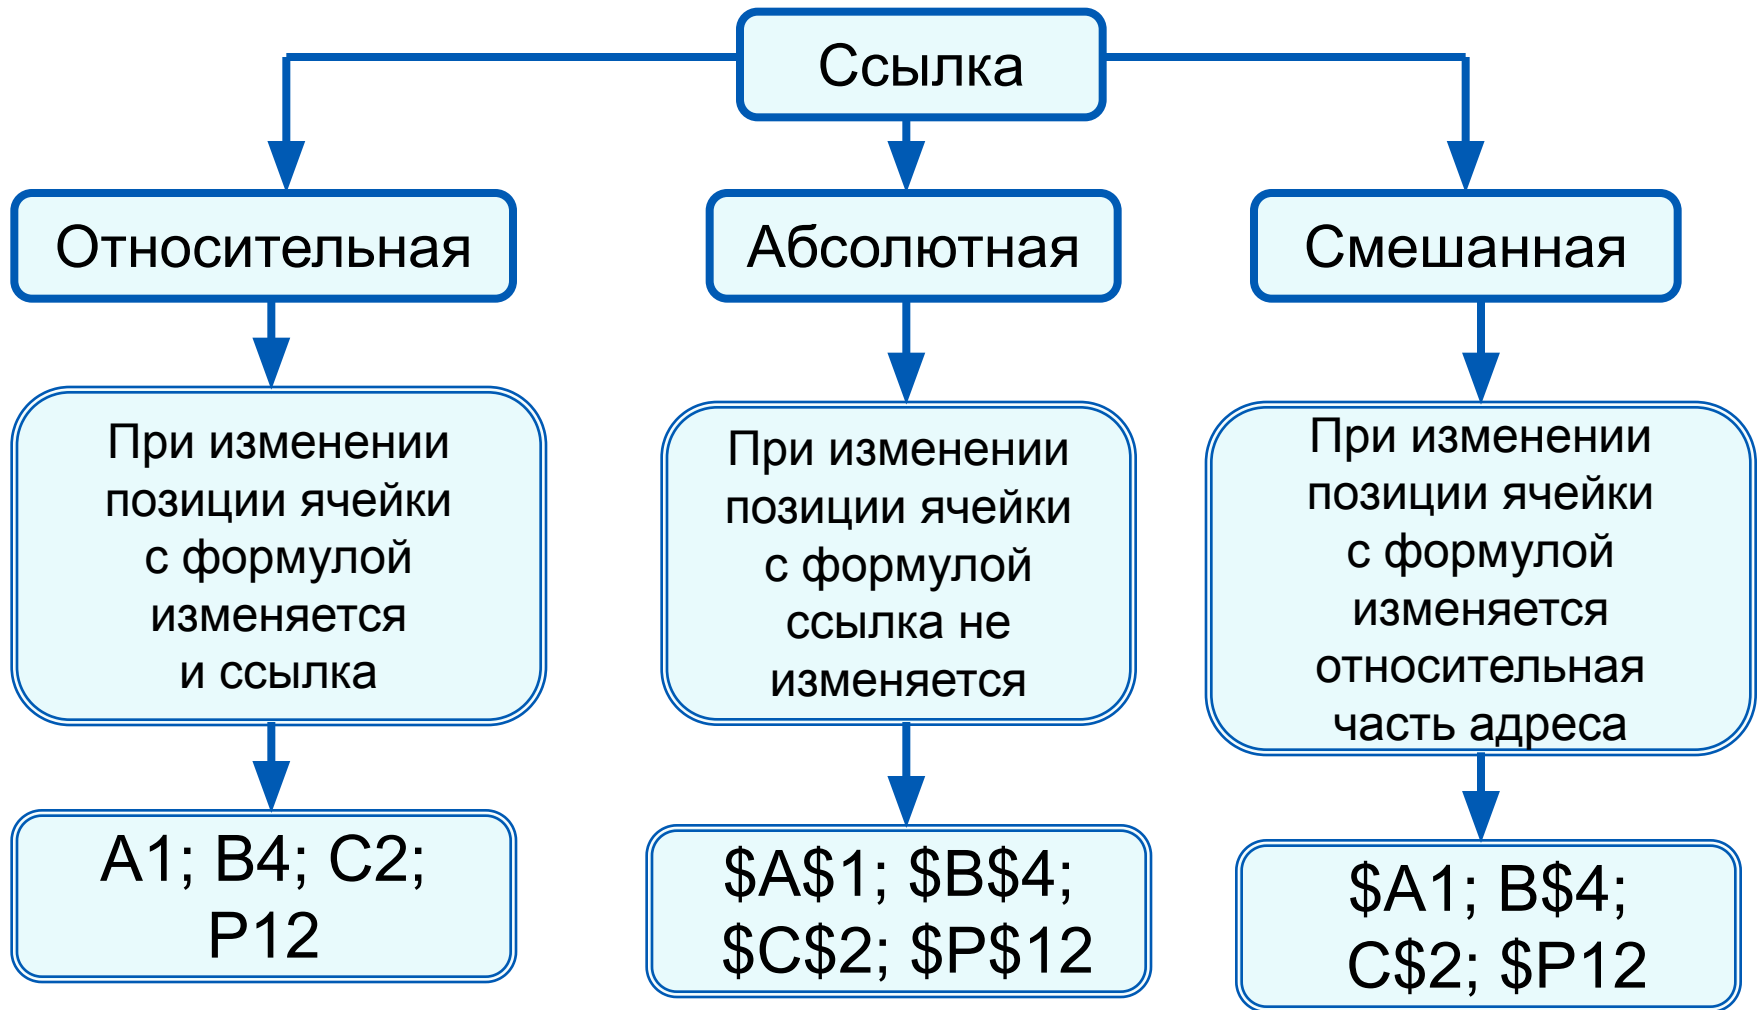 Ссылка
Относительная
Абсолютная
Смешанная
При изменении
позиции ячейки
с формулой
изменяется
и ссылка
При изменении
позиции ячейки
с формулой
ссылка не
изменяется
При изменении
позиции ячейки
с формулой
изменяется
относительная
часть адреса
A1; B4; C2;
P12
$A$1; $B$4;
$C$2; $P$12
$A1; B$4;
C$2; $P12